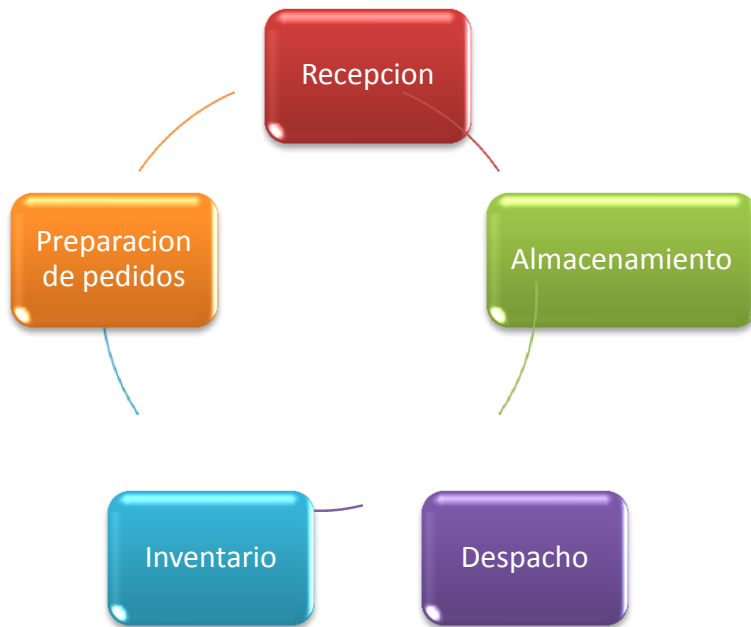 Recepcion
Almacenamiento
Despacho
Inventario
Preparacion
de pedidos